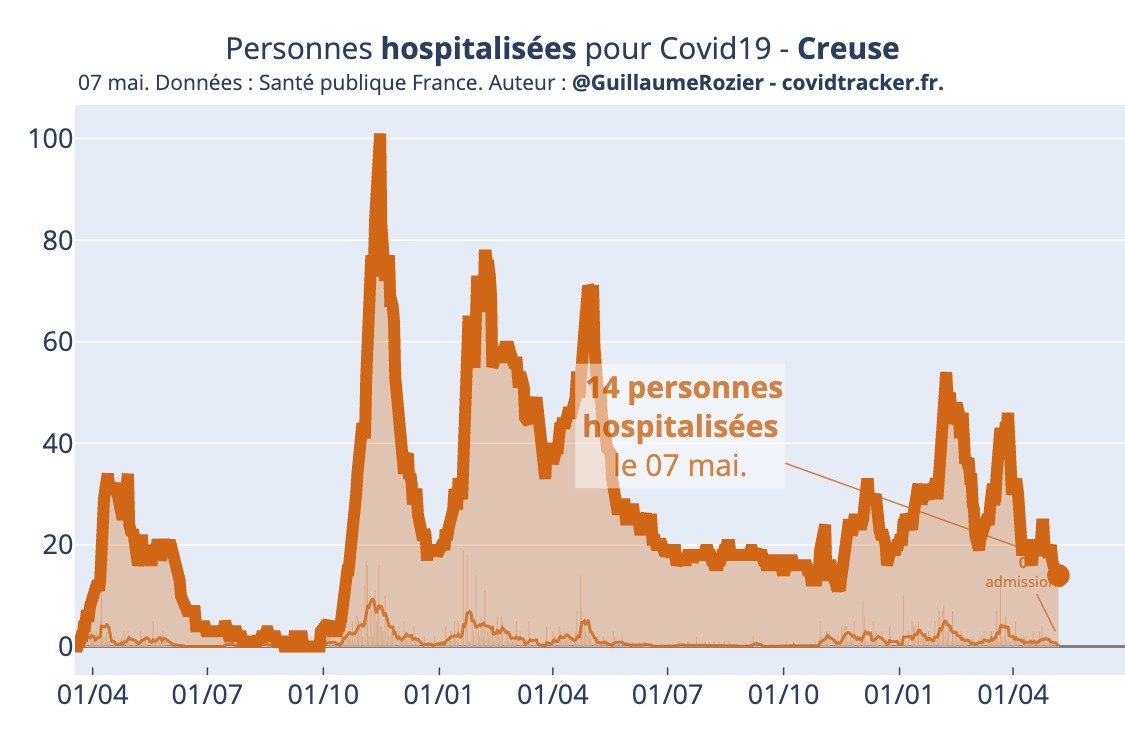 Personnes hospitalisées pour Covid19 - Creuse
07 mai. Données : Santé publique France. Auteur : @GuillaumeRozier - covidtracker.fr.
100
80
60
40
20
0
14 personnes
hospitalisées
le 07 mai.
0
admission
01/04 01/07 01/10 01/01 01/04 01/07 01/10 01/01 01/04